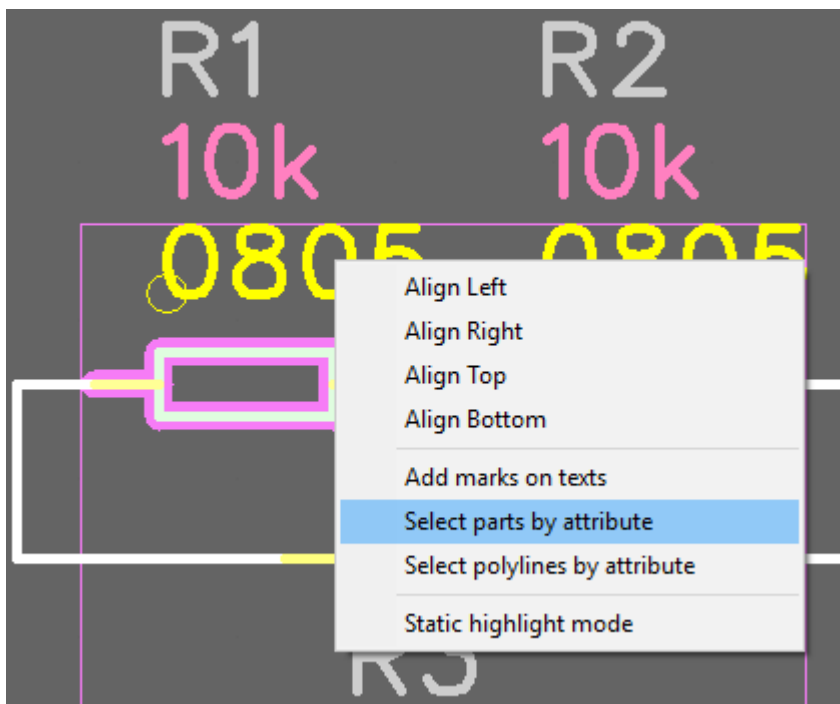 R1 R2
10k 10k
0805 0805
Align Left
Align Right
Align Top
Align Bottom
Add marks on texts
Select parts by attribute
Select polylines by attribute
Static highlight mode
R3